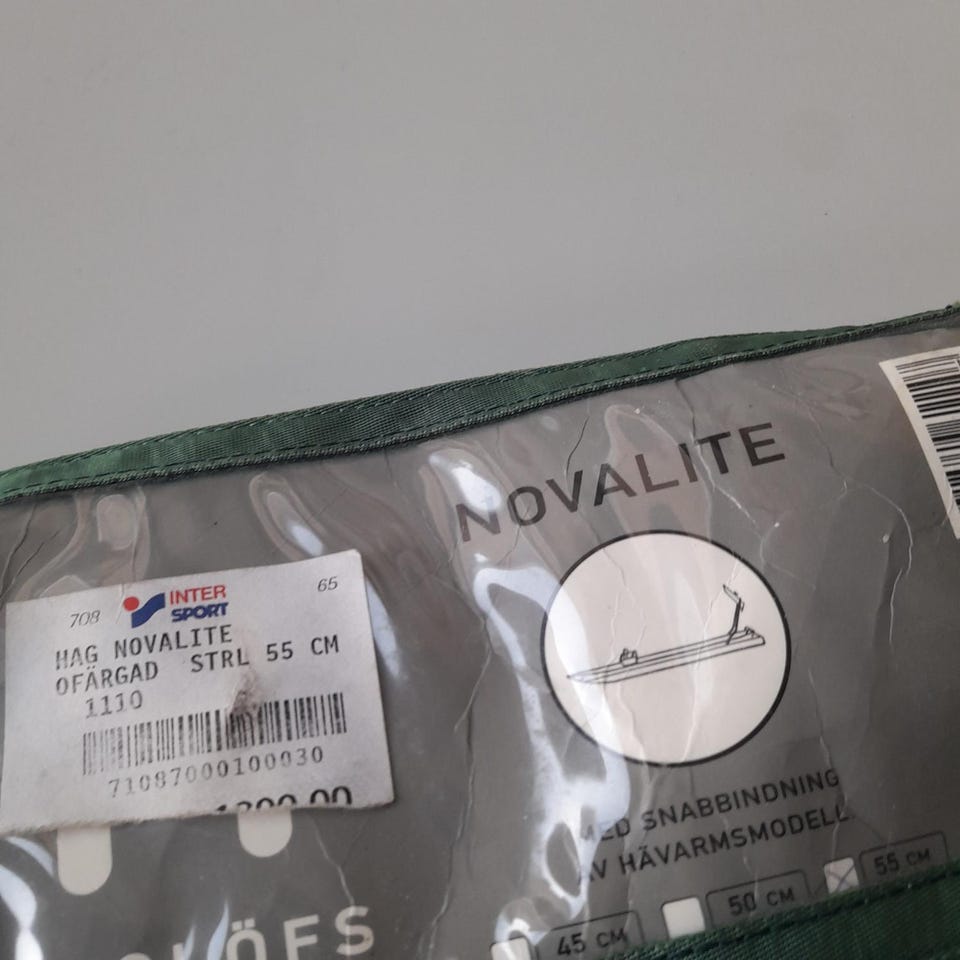 NOVALITE
708 INTER SPORT 65
HAG NOVALITE
OFÄRGAD STRL 55 CM
1110
71087000100030
MED SNABBINDNING
AV HÄVARMSMODELL
45 CM 50 CM 55 CM